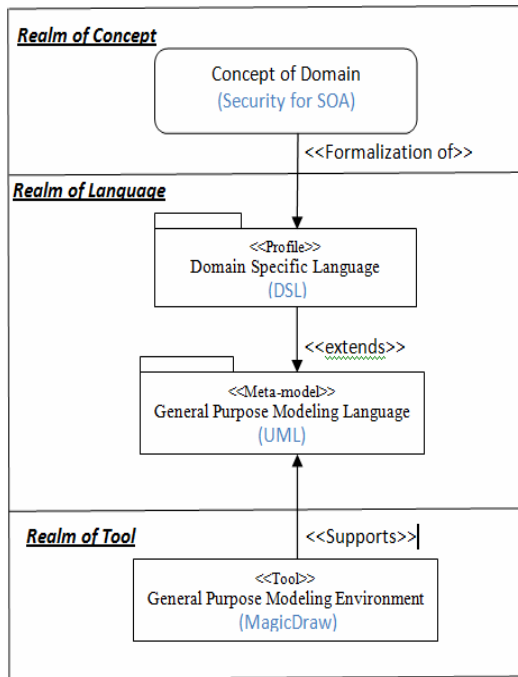 Realm of Concept
Concept of Domain
(Security for SOA)
<<Formalization of>>
Realm of Language
<<Profile>>
Domain Specific Language
(DSL)
<<extends>>
<<Meta-model>>
General Purpose Modeling Language
(UML)
Realm of Tool
<<Supports>>
<<Tool>>
General Purpose Modeling Environment
(MagicDraw)